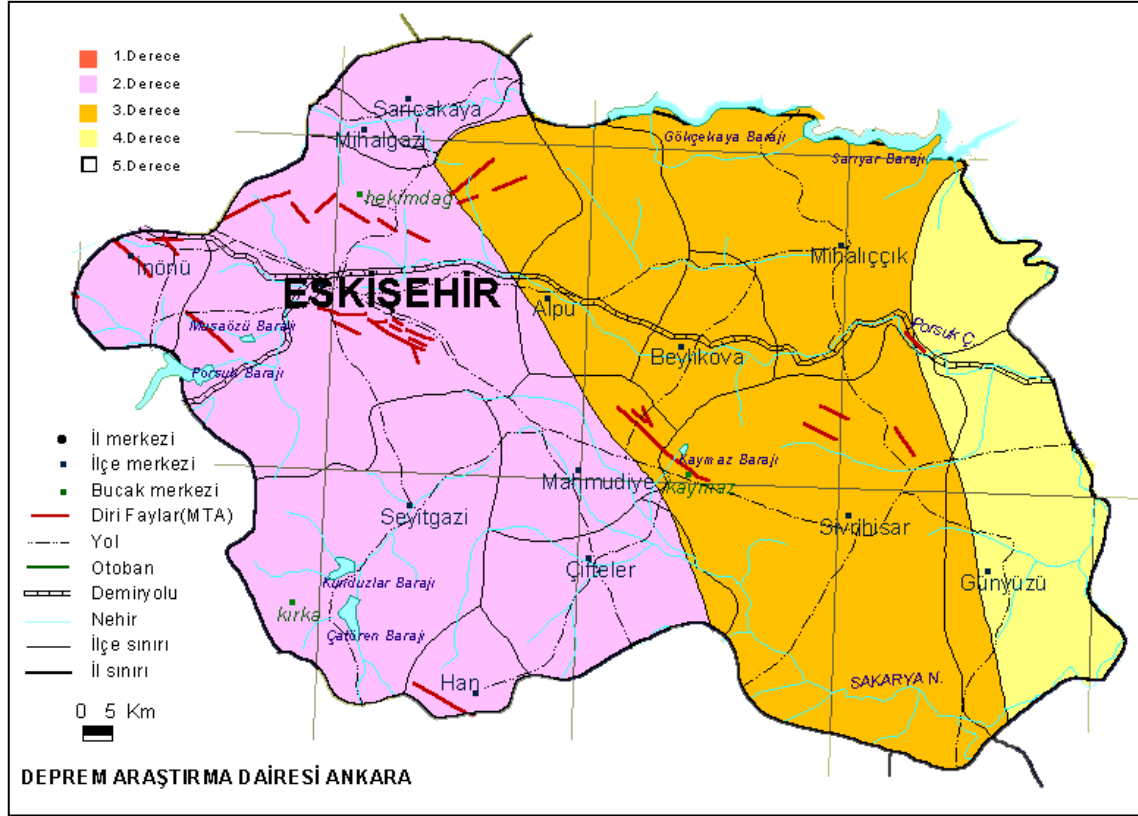 1.Derece
2.Derece
3.Derece
4.Derece
5.Derece
Sarıcakaya
Mihalgazi
Gökçekaya Barajı
Sarıyar Barajı
hekimdağ
Mihalıççık
İnönü
ESKİŞEHİR
Alpu
Musaözü Barajı
Porsuk Ç.
Beylikova
Porsuk Barajı
Kaymaz Barajı
Mahmudiye
kaymaz
Seyitgazi
Sivrihisar
Çifteler
Günyüzü
Kunduzlar Barajı
kırka
Çatören Barajı
Han
SAKARYA N.
İl merkezi
İlçe merkezi
Bucak merkezi
Diri Faylar(MTA)
Yol
Otoban
Demiryolu
Nehir
İlçe sınırı
İl sınırı
0 5 Km
DEPREM ARAŞTIRMA DAİRESİ ANKARA